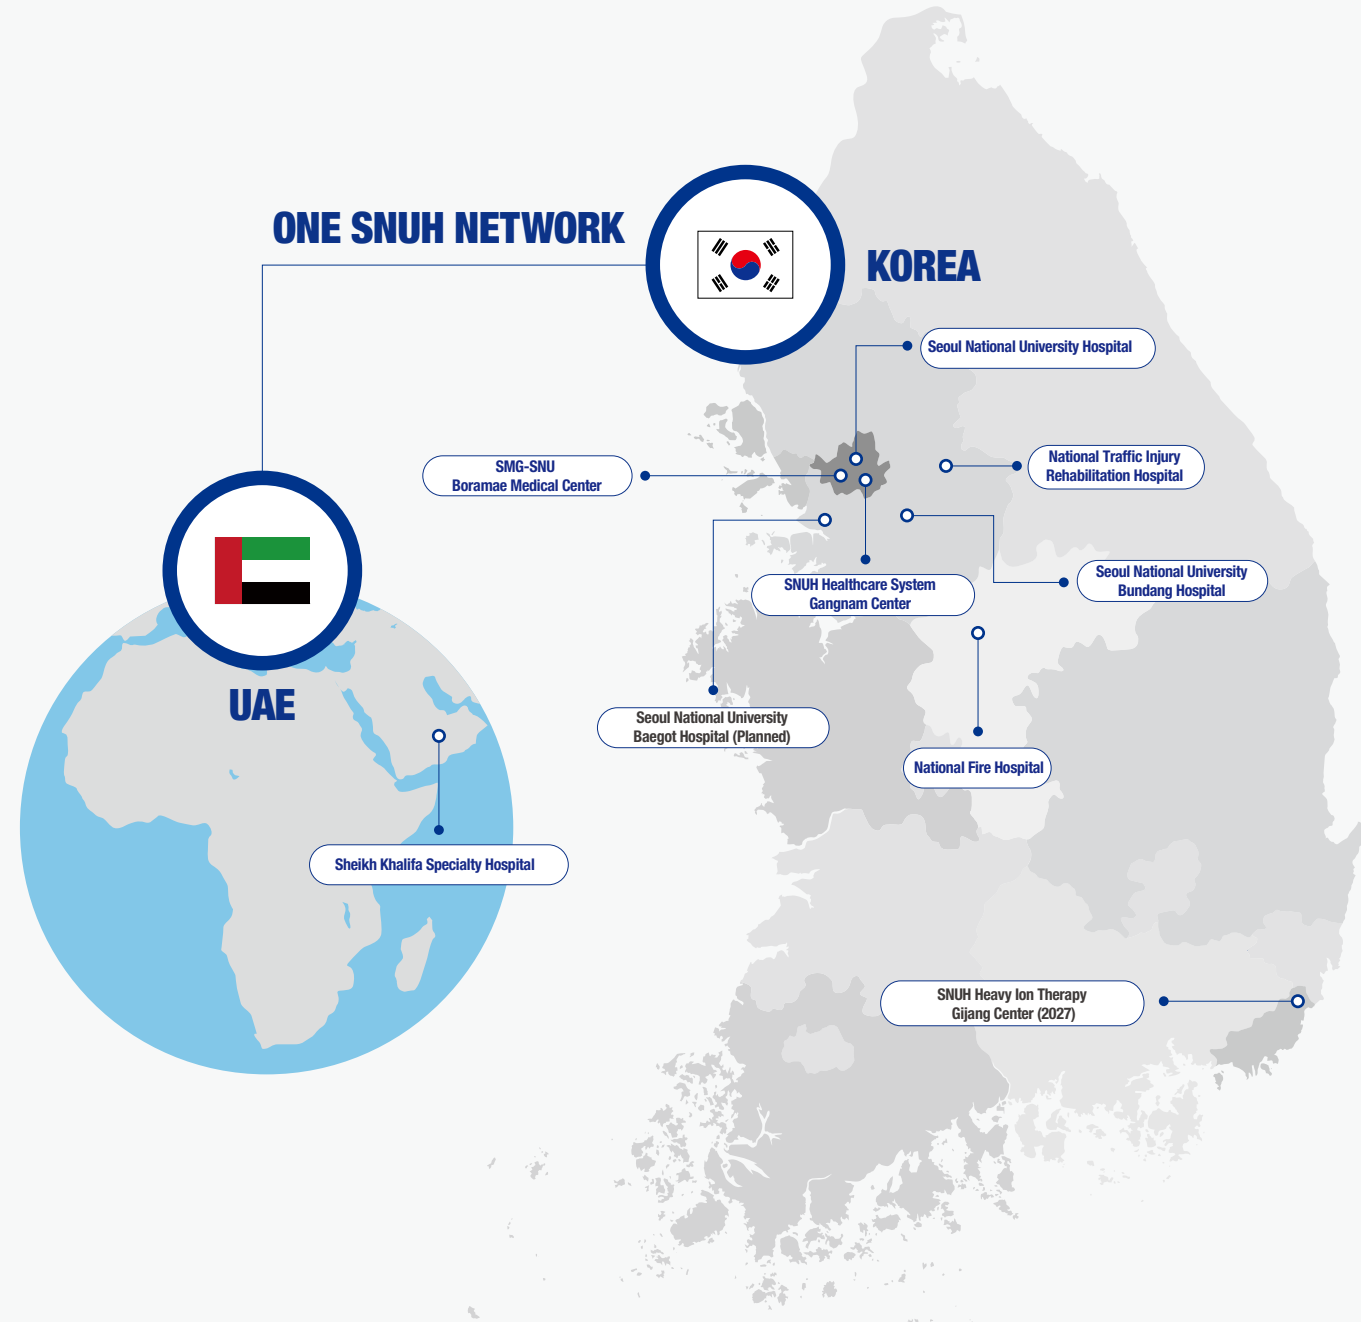 ONE SNUH NETWORK
KOREA
Seoul National University Hospital
SMG-SNU
Boramae Medical Center
National Traffic Injury
Rehabilitation Hospital
SNUH Healthcare System
Gangnam Center
Seoul National University
Bundang Hospital
UAE
Seoul National University
Baegot Hospital (Planned)
National Fire Hospital
Sheikh Khalifa Specialty Hospital
SNUH Heavy Ion Therapy
Gijang Center (2027)